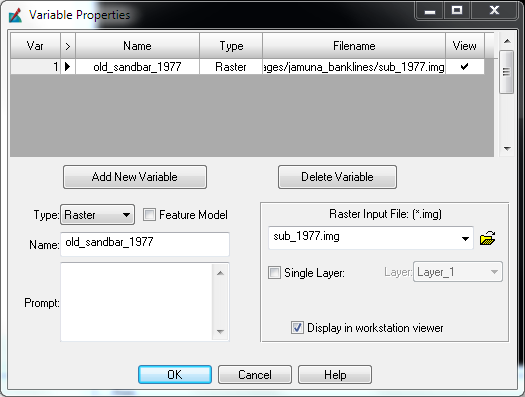 Variable Properties
Var > Name Type Filename View
1 old_sandbar_1977 Raster ages/jamuna_banklines/sub_1977.img
Add New Variable Delete Variable
Type: Raster Feature Model
Raster Input File: (*.img)
Name: old_sandbar_1977
sub_1977.img
Single Layer: Layer: Layer_1
Prompt:
Display in workstation viewer
OK Cancel Help